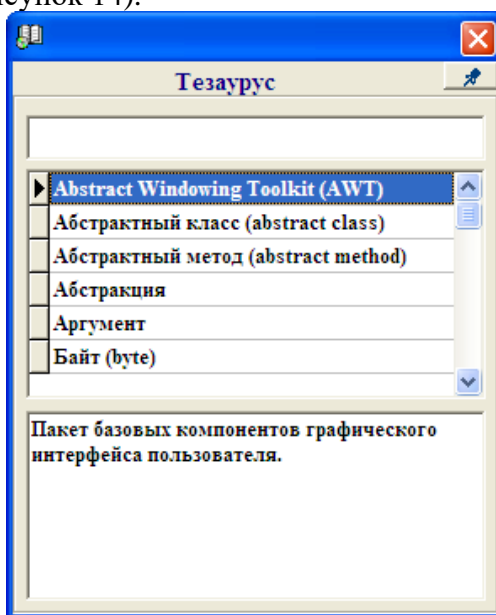 сунок 14).
Тезаурус
Abstract Windowing Toolkit (AWT)
Абстрактный класс (abstract class)
Абстрактный метод (abstract method)
Абстракция
Аргумент
Байт (byte)
Пакет базовых компонентов графического
интерфейса пользователя.